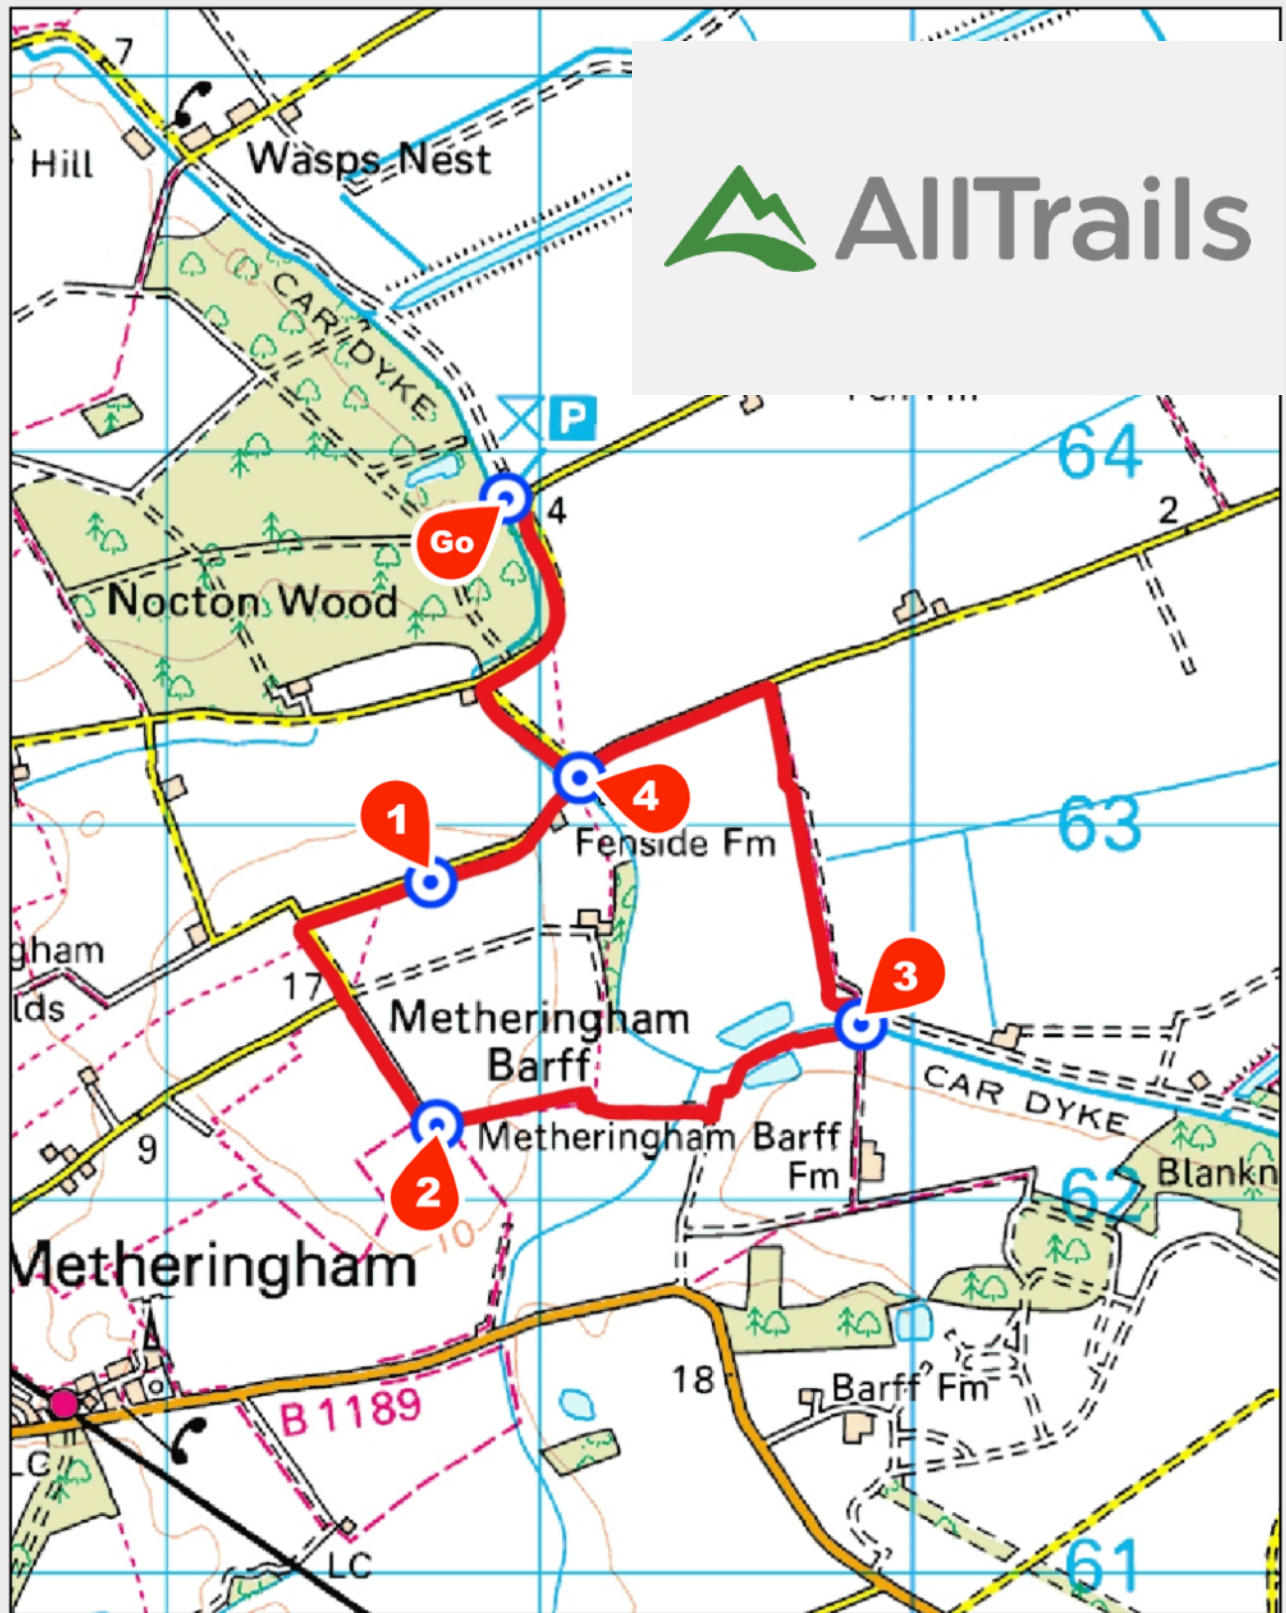 7
Hill
Wasps Nest
AllTrails
CAR DYKE
P
64
4
Go
2
Nocton Wood
1
4
63
Fenside Fm
gham
lds
17
3
Metheringham
Barff
CAR DYKE
9
Metheringham Barff
Fm
2
62
Blankn
10
Metheringham
18
Barff Fm
B 1189
LC
LC
61